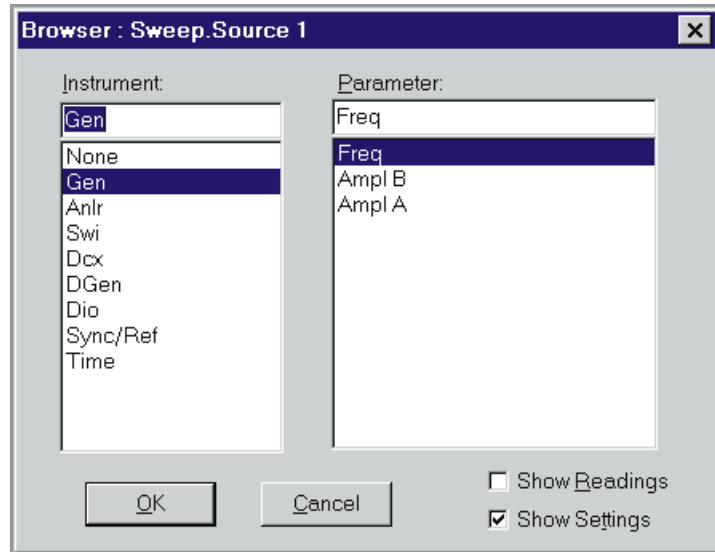 Browser : Sweep.Source 1
Instrument:
Gen
None
Gen
Anlr
Swi
Dcx
DGen
Dio
Sync/Ref
Time
Parameter:
Freq
Freq
Ampl B
Ampl A
OK
Cancel
Show Readings
Show Settings